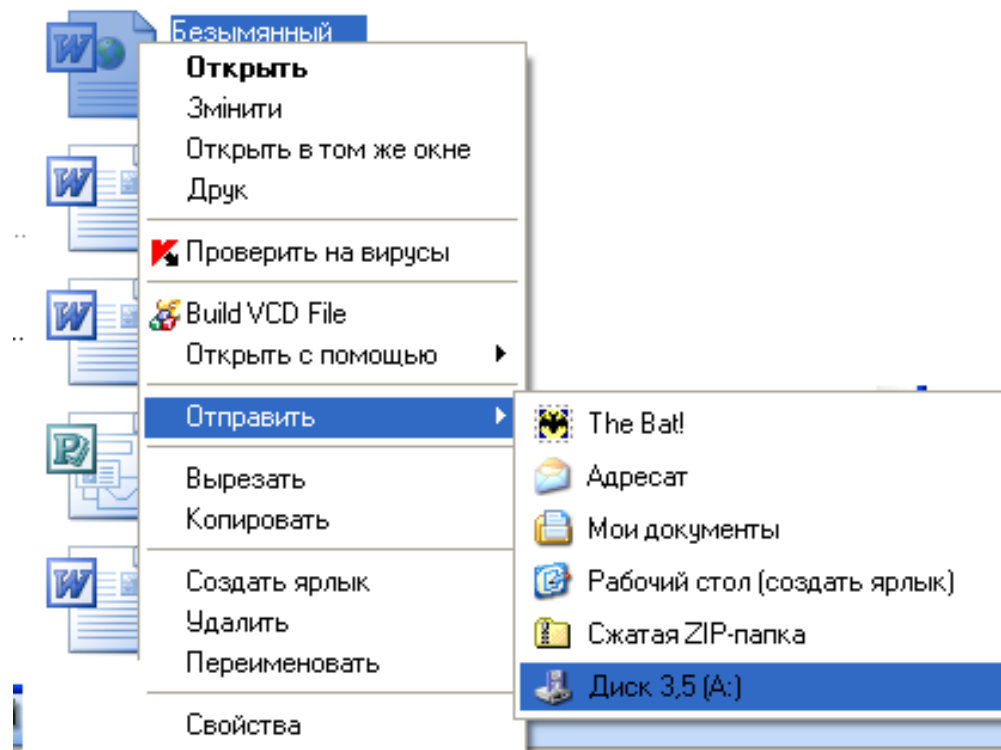 Безымянный
Открыть
Змінити
Открыть в том же окне
Друк
Проверить на вирусы
Build VCD File
Открыть с помощью
Отправить
Вырезать
Копировать
Создать ярлык
Удалить
Переименовать
Свойства
The Bat!
Адресат
Мои документы
Рабочий стол (создать ярлык)
Сжатая ZIP-папка
Диск 3,5 (A:)